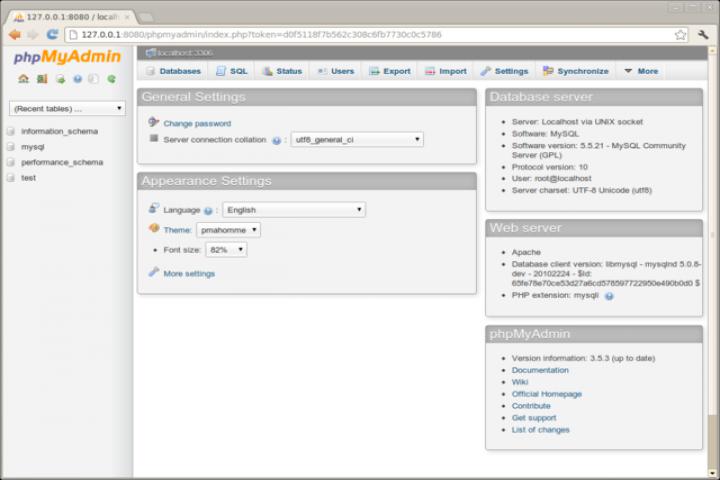 127.0.0.1:8080 / localh
127.0.0.1:8080/phpmyadmin/index.php?token=d0f5118f7b562c308c6fb7730c0c5786
phpMyAdmin
(Recent tables) ...
information_schema
mysql
performance_schema
test
localhost:3306
Databases SQL Status Users Export Import Settings Synchronize More
General Settings
Change password
Server connection collation : utf8_general_ci
Appearance Settings
Language : English
Theme: pmahomme
Font size: 82%
More settings
Database server
Server: Localhost via UNIX socket
Software: MySQL
Software version: 5.5.21 - MySQL Community
Server (GPL)
Protocol version: 10
User: root@localhost
Server charset: UTF-8 Unicode (utf8)
Web server
Apache
Database client version: libmysql - mysqlnd 5.0.8-
dev - 20102224 - $Id:
65fe78e70ce53d27a6cd578597722950e490b0d0 $
PHP extension: mysqli
phpMyAdmin
Version information: 3.5.3 (up to date)
Documentation
Wiki
Official Homepage
Contribute
Get support
List of changes